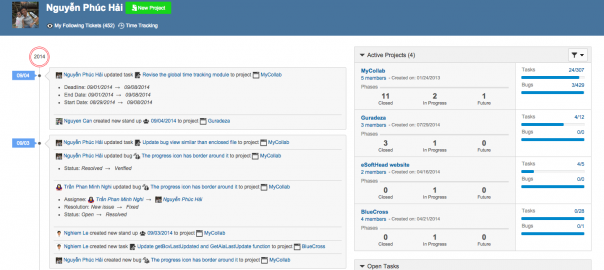 Nguyễn Phúc Hải New Project
My Following Tickets (452) Time Tracking
2014
09/04
Nguyễn Phúc Hải updated task Revise the global time tracking module to project MyCollab
Deadline: 09/01/2014 → 09/08/2014
End Date: 09/01/2014 → 09/08/2014
Start Date: 08/29/2014 → 09/08/2014
Nguyen Can created new stand up 09/04/2014 to project Guradeza
09/03
Nguyễn Phúc Hải updated task Update bug view similar than enclosed file to project MyCollab
Nguyễn Phúc Hải updated bug The progress icon has border around it to project MyCollab
Status: Resolved → Verified
Trần Phan Minh Nghi updated bug The progress icon has border around it to project MyCollab
Assignee: Trần Phan Minh Nghi → Nguyễn Phúc Hải
Resolution: New issue → Fixed
Status: Open → Resolved
Nghiem Le created new stand up 09/03/2014 to project MyCollab
Nghiem Le created new task Update getBoxLastUpdated and GetAialLastUpdate function to project BlueCross
Nguyễn Phúc Hải created new bug The progress icon has border around it to project MyCollab
Active Projects (4)
MyCollab
5 members - Created on: 01/24/2013
Phases
11 2 1
Closed In Progress Future
Tasks 24/307
Bugs 3/429
Guradeza
3 members - Created on: 07/29/2014
Phases
3 1 0
Closed In Progress Future
Tasks 4/12
Bugs 0/0
eSoftHead website
2 members - Created on: 04/18/2014
Phases
0 1 0
Closed In Progress Future
Tasks 4/5
Bugs 0/0
BlueCross
4 members - Created on: 04/21/2014
Phases
0 1 0
Closed In Progress Future
Tasks 0/28
Bugs 0/1
Open Tasks